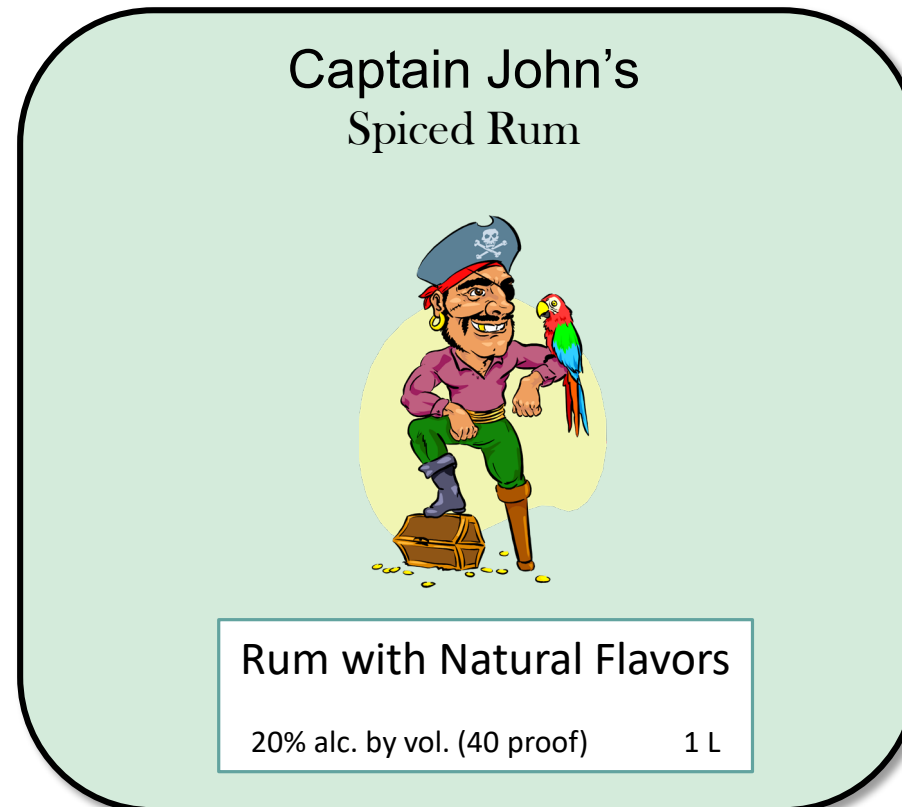 Captain John’s
Spiced Rum
Rum with Natural Flavors
20% alc. by vol. (40 proof) 1 L